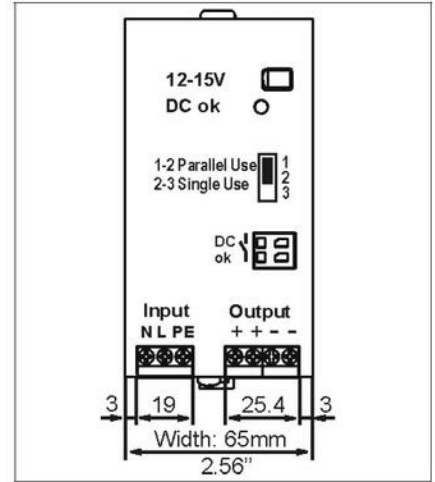 12-15V
DC ok
1-2 Parallel Use
2-3 Single Use
1
2
3
DC
ok
Input
Output
N L PE
+ + - -
3
19
25.4
3
Width: 65mm
2.56"